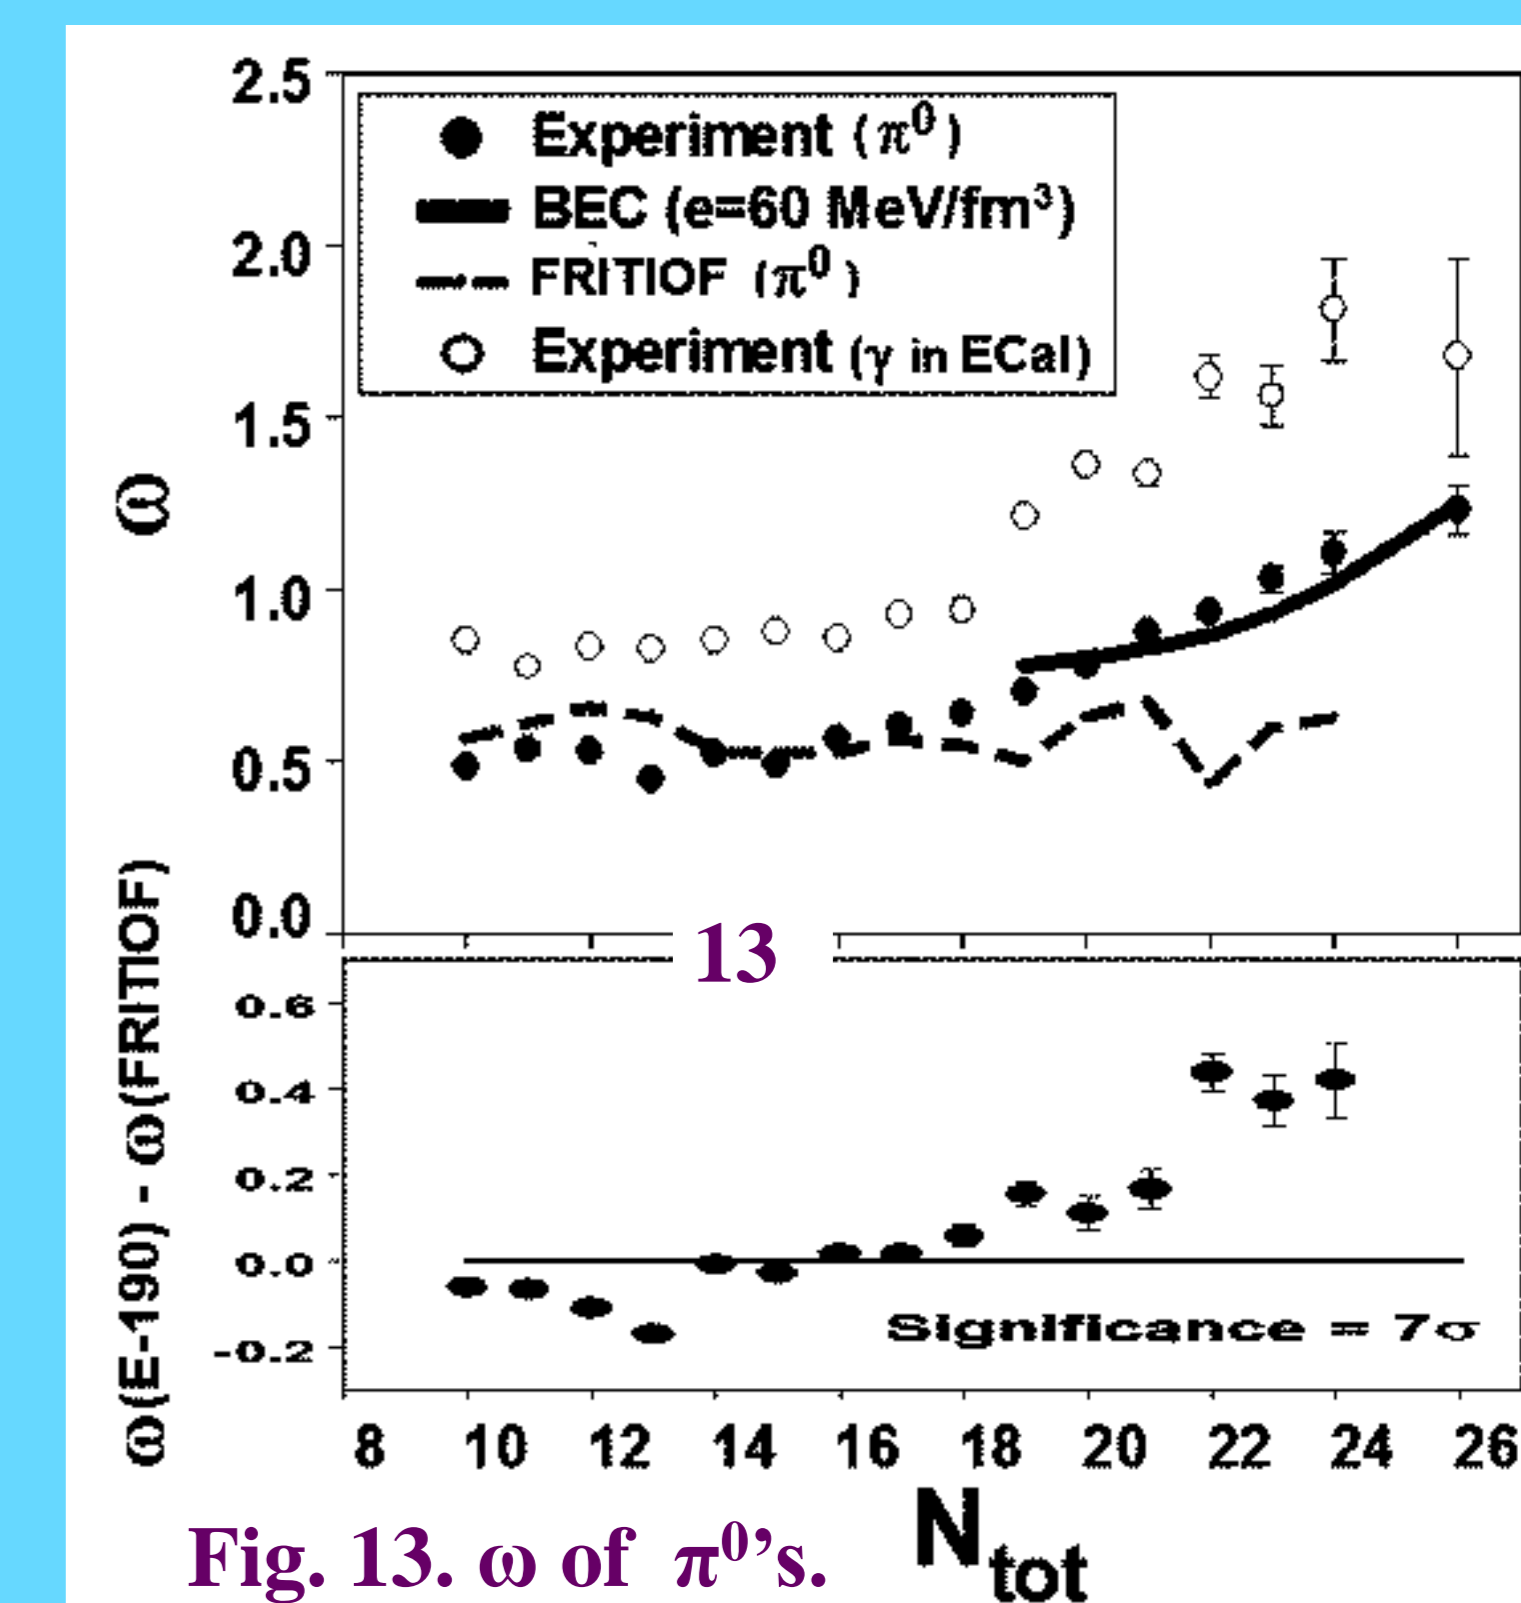 2.5
Experiment (π⁰)
BEC (e=60 MeV/fm³)
2.0
FRITIOF (π⁰)
Experiment (γ in ECal)
1.5
ω
1.0
0.5
0.0
13
ω(E-190) - ω(FRITIOF)
0.6
0.4
0.2
0.0
-0.2
Significance = 7σ
8 10 12 14 16 18 20 22 24 26
N_tot
Fig. 13. ω of π⁰’s.